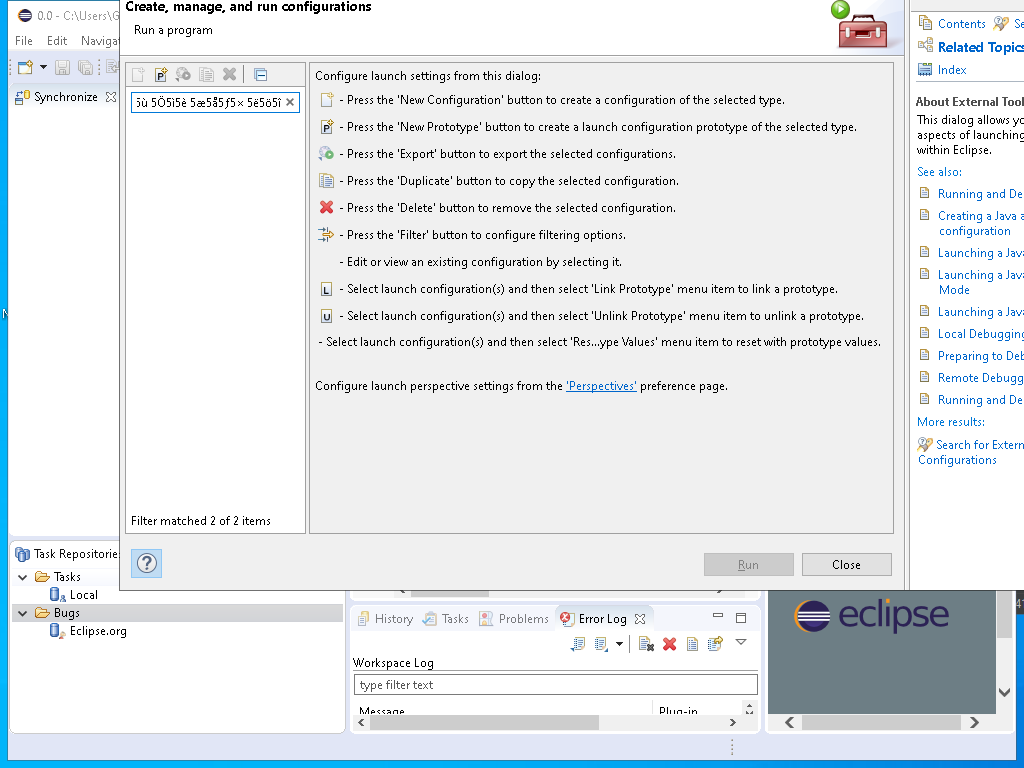 0.0 - C:\Users\G
Create, manage, and run configurations
Run a program
File Edit Navigat
Synchronize
Configure launch settings from this dialog:
- Press the 'New Configuration' button to create a configuration of the selected type.
- Press the 'New Prototype' button to create a launch configuration prototype of the selected type.
- Press the 'Export' button to export the selected configurations.
- Press the 'Duplicate' button to copy the selected configuration.
- Press the 'Delete' button to remove the selected configuration.
- Press the 'Filter' button to configure filtering options.
- Edit or view an existing configuration by selecting it.
- Select launch configuration(s) and then select 'Link Prototype' menu item to link a prototype.
- Select launch configuration(s) and then select 'Unlink Prototype' menu item to unlink a prototype.
- Select launch configuration(s) and then select 'Res...ype Values' menu item to reset with prototype values.
Configure launch perspective settings from the 'Perspectives' preference page.
Filter matched 2 of 2 items
Run Close
Contents Se
Related Topics
Index
About External Tool
This dialog allows yo
aspects of launching
within Eclipse.
See also:
Running and De
Creating a Java a
configuration
Launching a Java
Launching a Java
Mode
Launching a Java
Local Debugging
Preparing to Deb
Remote Debugg
Running and De
More results:
Search for Extern
Configurations
Task Repositories
Tasks
Local
Bugs
Eclipse.org
History Tasks Problems Error Log
Workspace Log
type filter text
Message Plug-in
eclipse